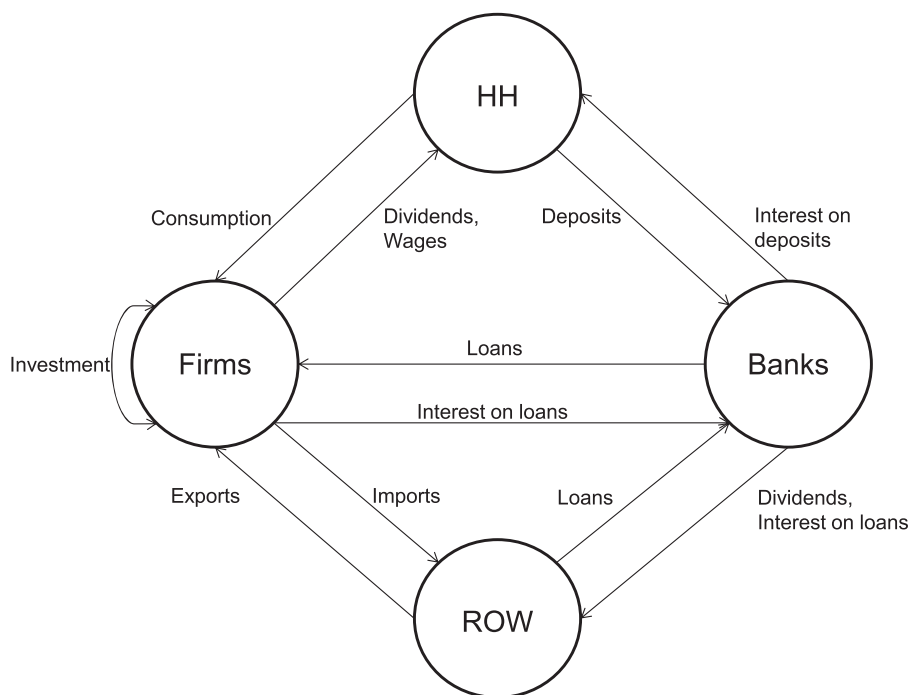 HH
Consumption
Dividends,
Wages
Deposits
Interest on
deposits
Investment
Firms
Loans
Banks
Interest on loans
Exports
Imports
Loans
Dividends,
Interest on loans
ROW